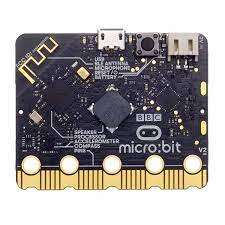 USB
BLE ANTENNA
MICROPHONE
RESET/⏻
BATTERY
SPEAKER
PROCESSOR
ACCELEROMETER
COMPASS
PINS
BBC
micro:bit
V2